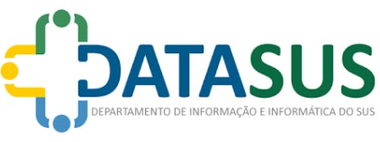 DATASUS
DEPARTAMENTO DE INFORMAÇÃO E INFORMÁTICA DO SUS